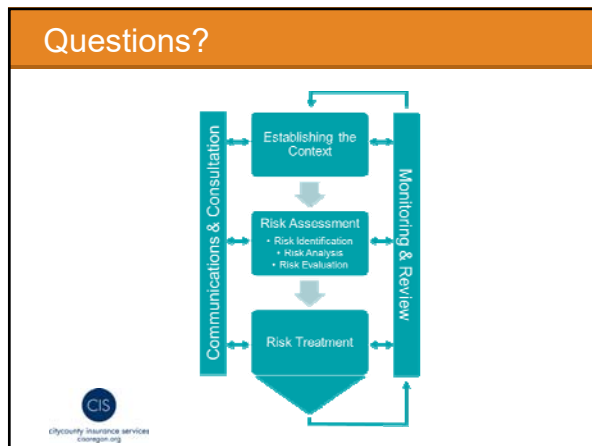 Questions?
Communications & Consultation
Establishing the
Context
Risk Assessment
• Risk Identification
• Risk Analysis
• Risk Evaluation
Risk Treatment
Monitoring & Review
CIS
citycounty insurance services
cisoregon.org